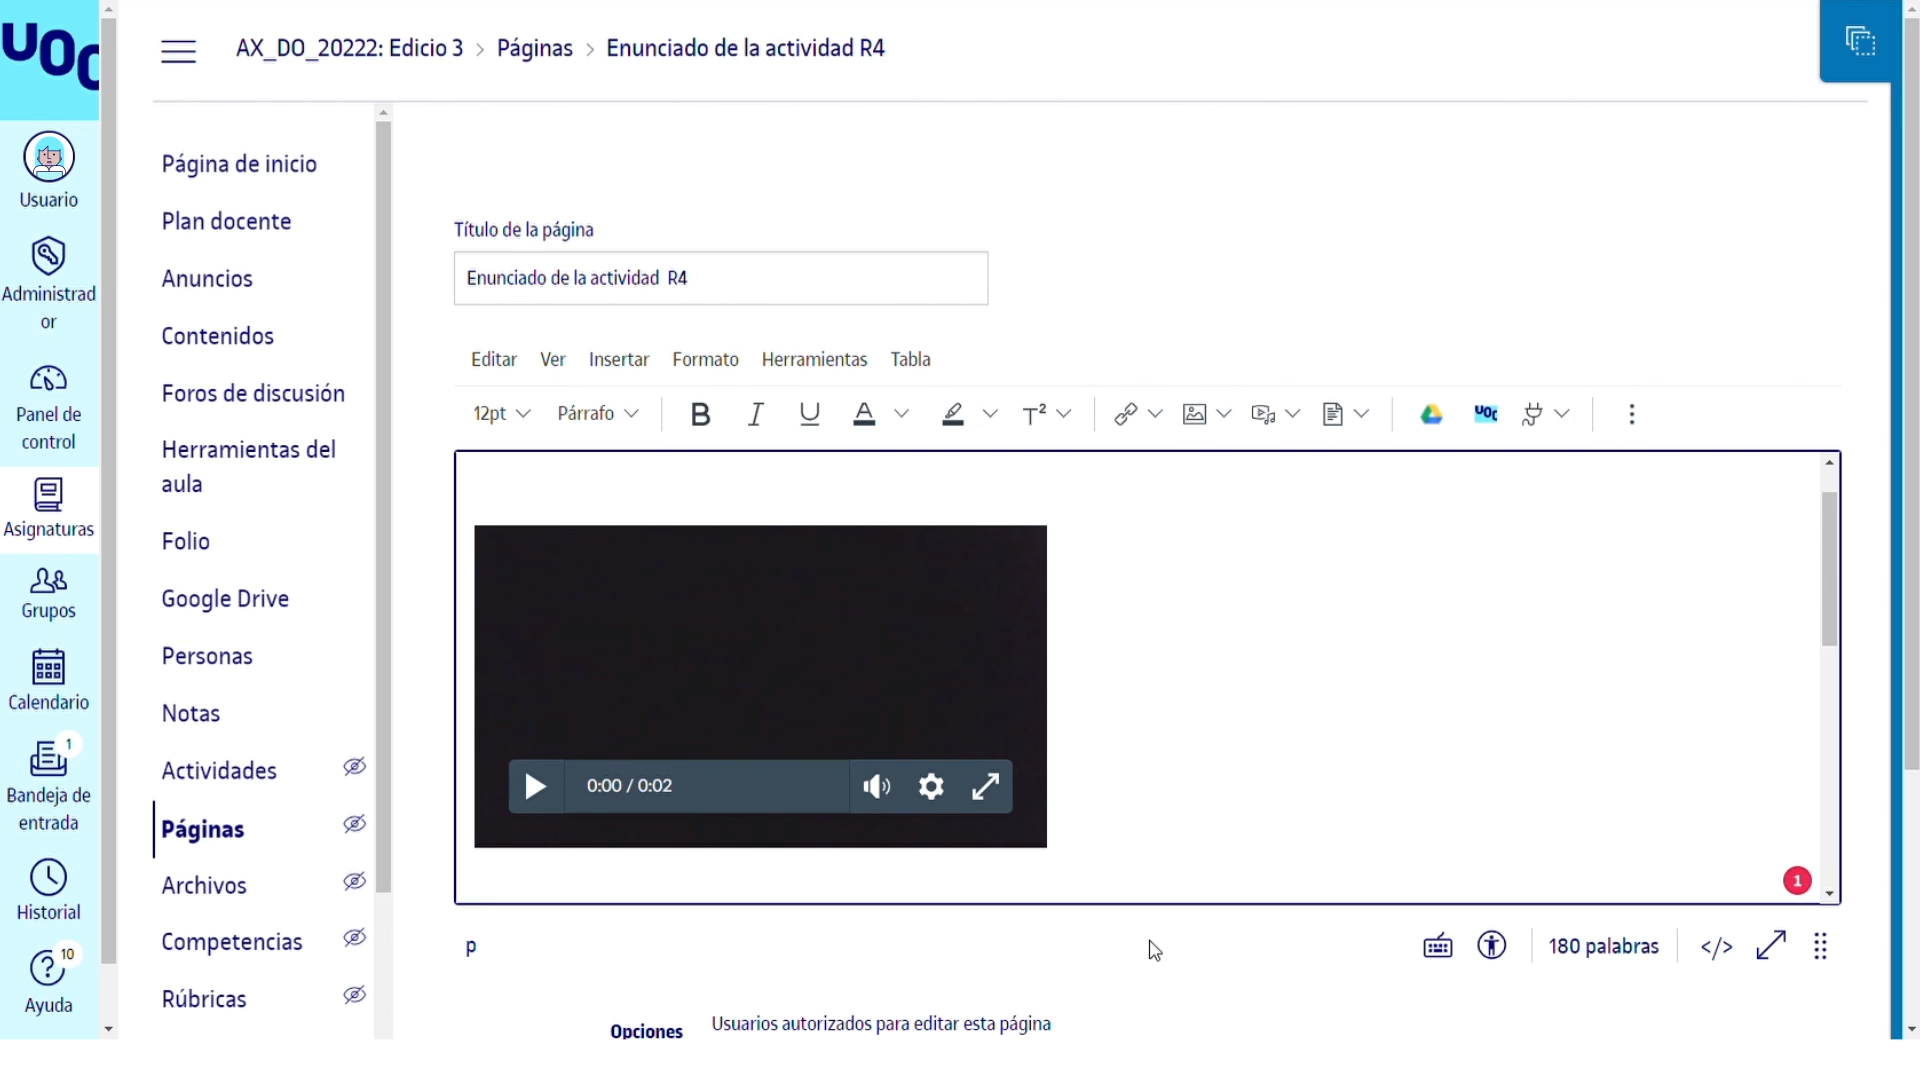 UOC
AX_DO_20222: Edicio 3 > Páginas > Enunciado de la actividad R4
Usuario
Administrad
or
Panel de
control
Asignaturas
Grupos
Calendario
1
Bandeja de
entrada
Historial
10
Ayuda
Página de inicio
Plan docente
Anuncios
Contenidos
Foros de discusión
Herramientas del
aula
Folio
Google Drive
Personas
Notas
Actividades
Páginas
Archivos
Competencias
Rúbricas
Título de la página
Enunciado de la actividad R4
Editar Ver Insertar Formato Herramientas Tabla
12pt Párrafo B I U A T² UOC
0:00 / 0:02
1
p
180 palabras </>
Opciones Usuarios autorizados para editar esta página